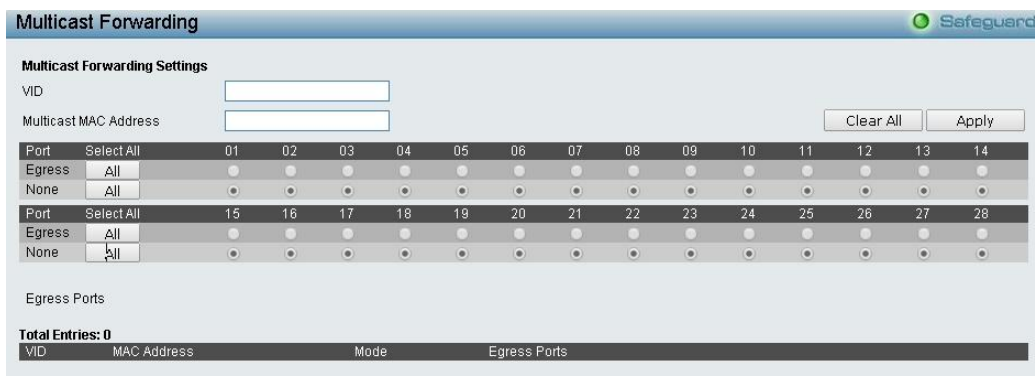 Multicast Forwarding
Safeguard
Multicast Forwarding Settings
VID
Multicast MAC Address
Clear All Apply
Port Select All 01 02 03 04 05 06 07 08 09 10 11 12 13 14
Egress All
None All
Port Select All 15 16 17 18 19 20 21 22 23 24 25 26 27 28
Egress All
None All
Egress Ports
Total Entries: 0
VID MAC Address Mode Egress Ports